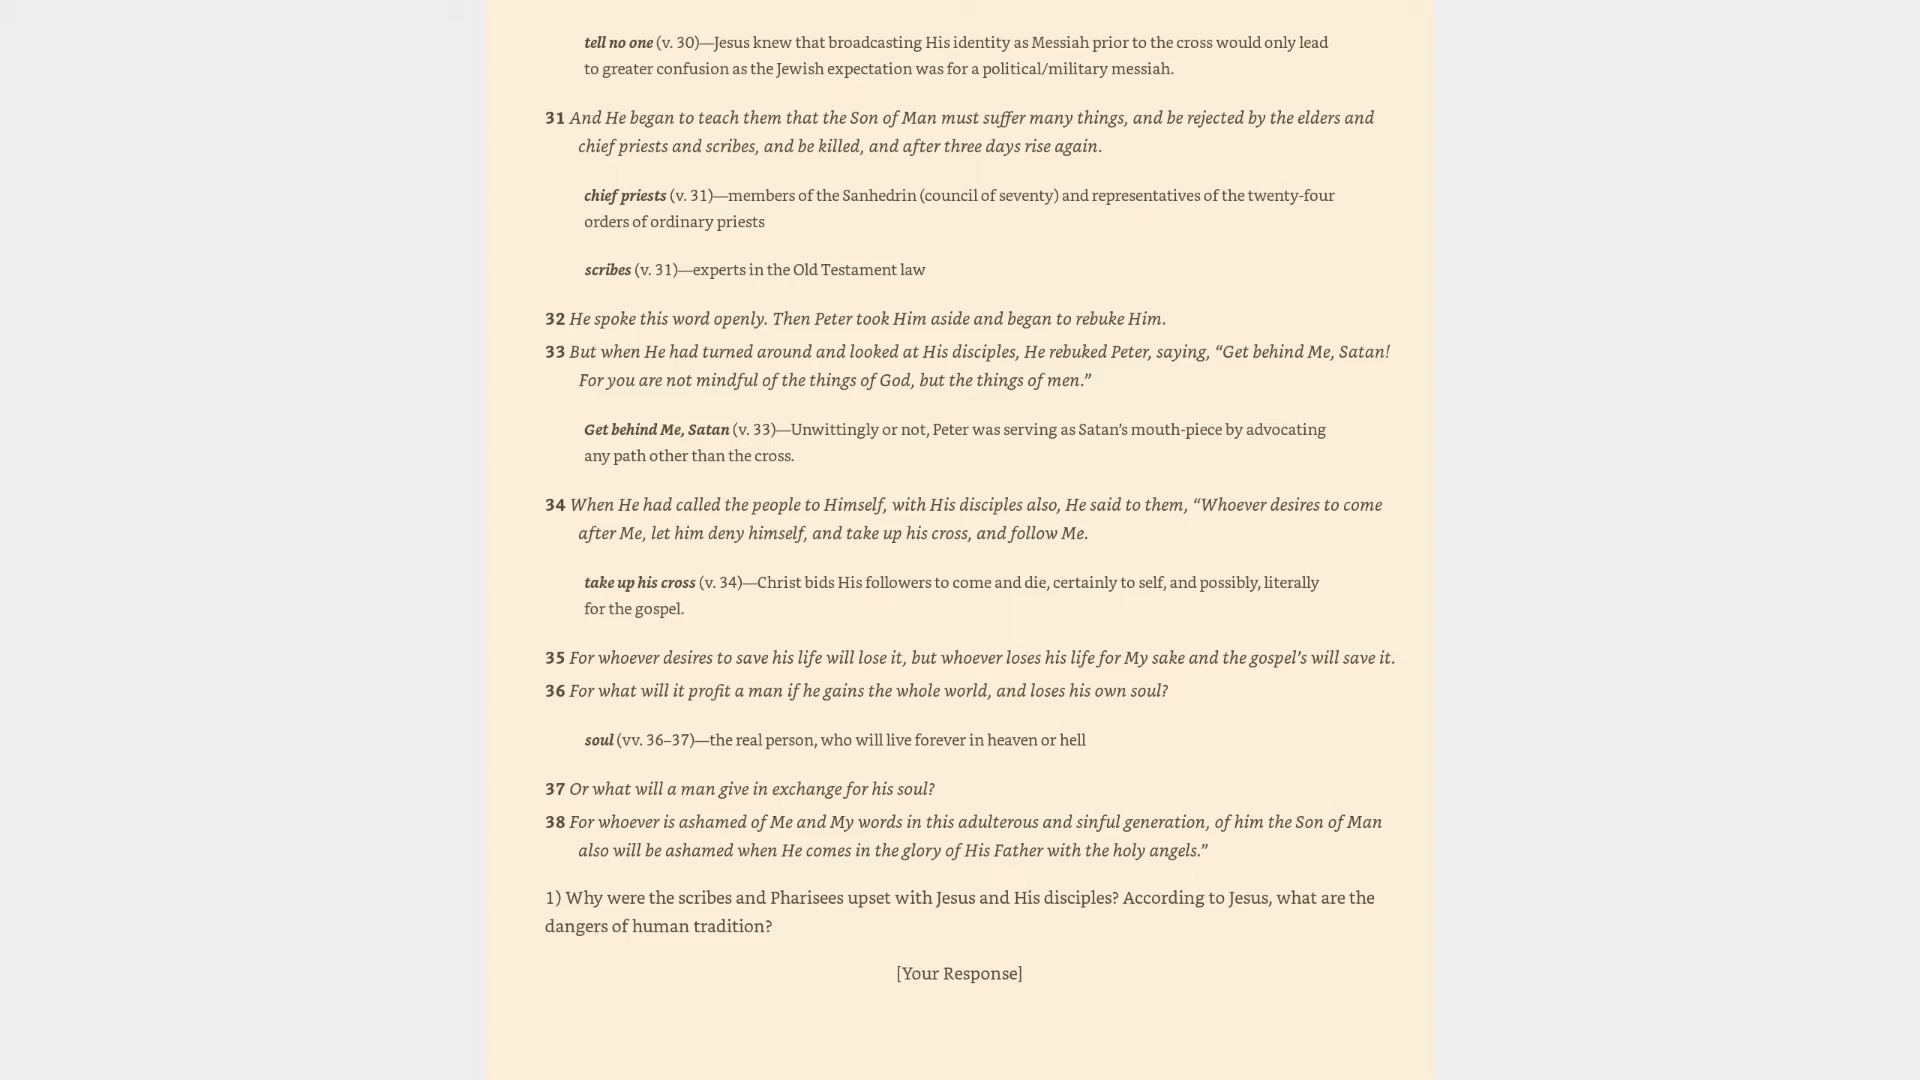 tell no one (v. 30)—Jesus knew that broadcasting His identity as Messiah prior to the cross would only lead
to greater confusion as the Jewish expectation was for a political/military messiah.
31 And He began to teach them that the Son of Man must suffer many things, and be rejected by the elders and
chief priests and scribes, and be killed, and after three days rise again.
chief priests (v. 31)—members of the Sanhedrin (council of seventy) and representatives of the twenty-four
orders of ordinary priests
scribes (v. 31)—experts in the Old Testament law
32 He spoke this word openly. Then Peter took Him aside and began to rebuke Him.
33 But when He had turned around and looked at His disciples, He rebuked Peter, saying, “Get behind Me, Satan!
For you are not mindful of the things of God, but the things of men.”
Get behind Me, Satan (v. 33)—Unwittingly or not, Peter was serving as Satan’s mouth-piece by advocating
any path other than the cross.
34 When He had called the people to Himself, with His disciples also, He said to them, “Whoever desires to come
after Me, let him deny himself, and take up his cross, and follow Me.
take up his cross (v. 34)—Christ bids His followers to come and die, certainly to self, and possibly, literally
for the gospel.
35 For whoever desires to save his life will lose it, but whoever loses his life for My sake and the gospel’s will save it.
36 For what will it profit a man if he gains the whole world, and loses his own soul?
soul (vv. 36–37)—the real person, who will live forever in heaven or hell
37 Or what will a man give in exchange for his soul?
38 For whoever is ashamed of Me and My words in this adulterous and sinful generation, of him the Son of Man
also will be ashamed when He comes in the glory of His Father with the holy angels.”
1) Why were the scribes and Pharisees upset with Jesus and His disciples? According to Jesus, what are the
dangers of human tradition?
[Your Response]